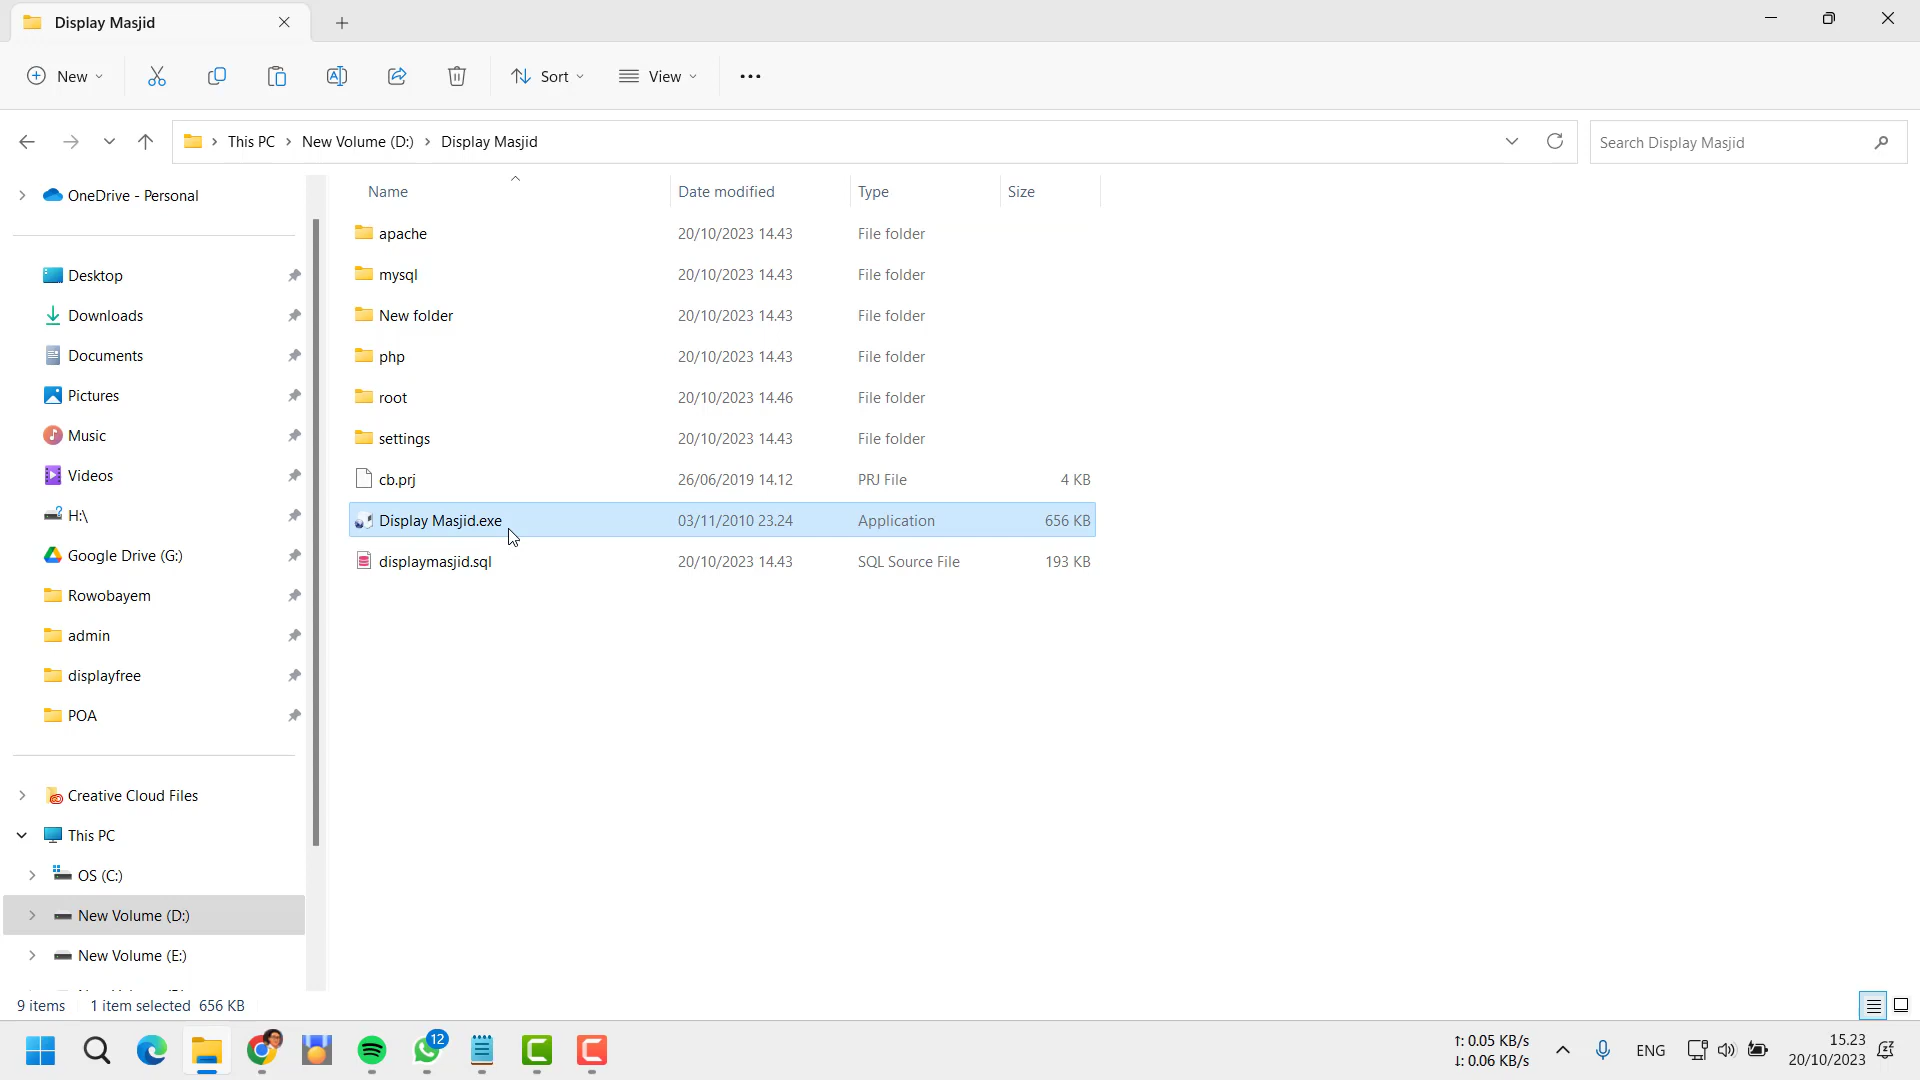 Display Masjid
New
Sort
View
This PC
New Volume (D:)
Display Masjid
Search Display Masjid
OneDrive - Personal
Desktop
Downloads
Documents
Pictures
Music
Videos
H:\
Google Drive (G:)
Rowobayem
admin
displayfree
POA
Creative Cloud Files
This PC
OS (C:)
New Volume (D:)
New Volume (E:)
Name Date modified Type Size
apache 20/10/2023 14.43 File folder
mysql 20/10/2023 14.43 File folder
New folder 20/10/2023 14.43 File folder
php 20/10/2023 14.43 File folder
root 20/10/2023 14.46 File folder
settings 20/10/2023 14.43 File folder
cb.prj 26/06/2019 14.12 PRJ File 4 KB
Display Masjid.exe 03/11/2010 23.24 Application 656 KB
displaymasjid.sql 20/10/2023 14.43 SQL Source File 193 KB
9 items 1 item selected 656 KB
12
↑: 0.05 KB/s
↓: 0.06 KB/s
ENG
15.23
20/10/2023